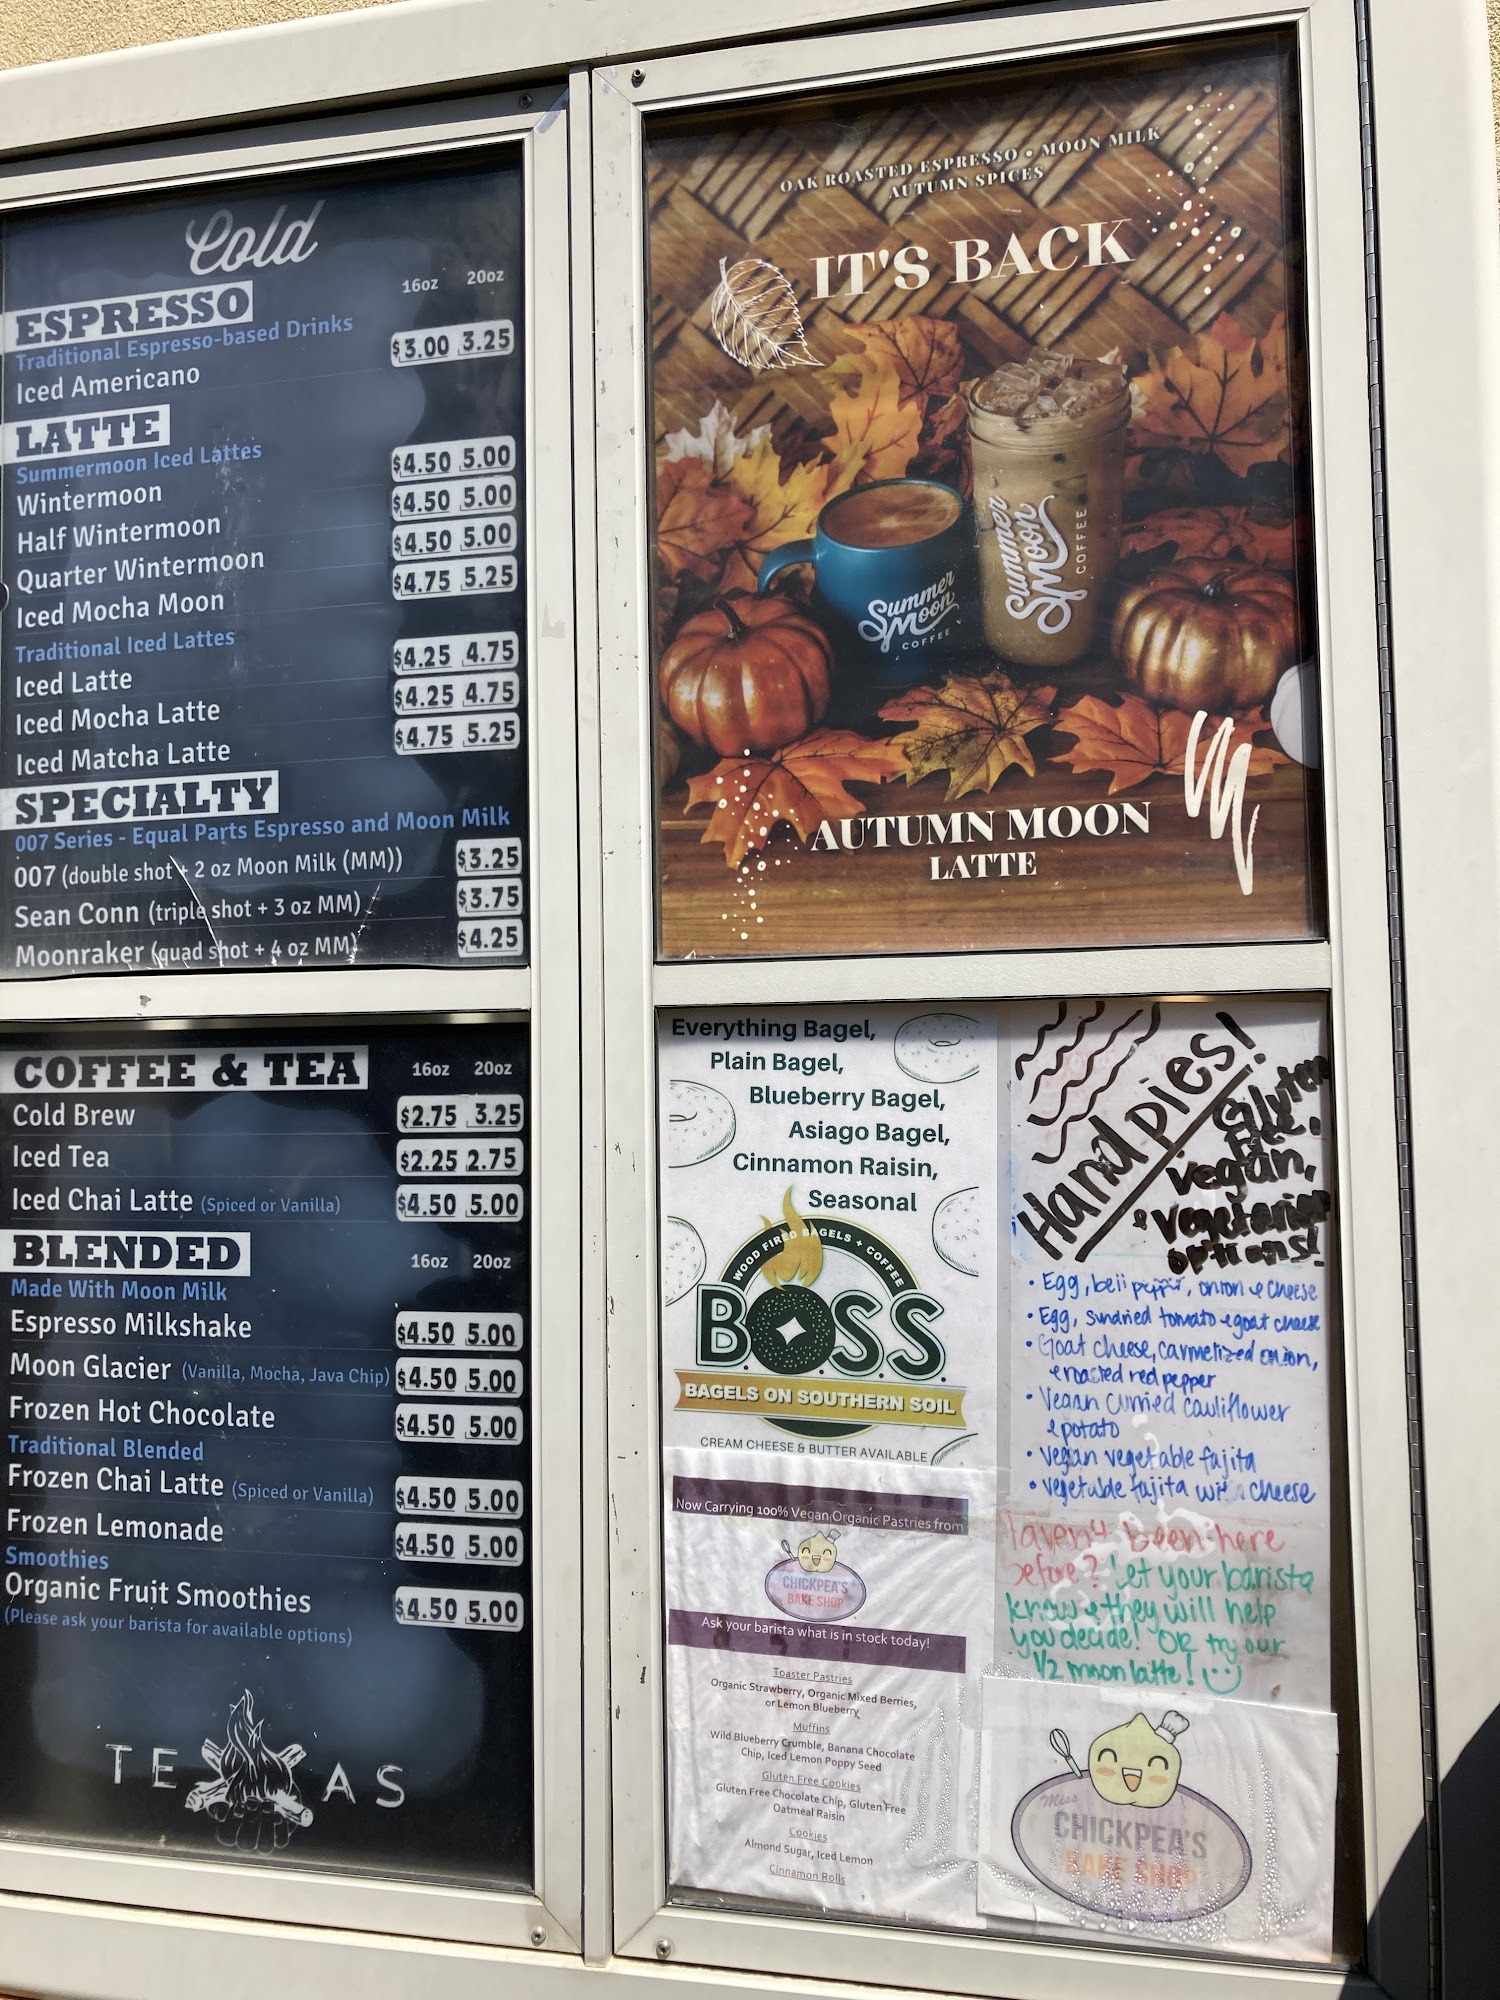 Cold
16oz 20oz
ESPRESSO
Traditional Espresso-based Drinks
Iced Americano $3.00 3.25
LATTE
Summermoon Iced Lattes
Wintermoon $4.50 5.00
Half Wintermoon $4.50 5.00
Quarter Wintermoon $4.50 5.00
Iced Mocha Moon $4.75 5.25
Traditional Iced Lattes
Iced Latte $4.25 4.75
Iced Mocha Latte $4.25 4.75
Iced Matcha Latte $4.75 5.25
SPECIALTY
007 Series - Equal Parts Espresso and Moon Milk
007 (double shot + 2 oz Moon Milk (MM)) $3.25
Sean Conn (triple shot + 3 oz MM) $3.75
Moonraker (quad shot + 4 oz MM) $4.25
COFFEE & TEA 16oz 20oz
Cold Brew $2.75 3.25
Iced Tea $2.25 2.75
Iced Chai Latte (Spiced or Vanilla) $4.50 5.00
BLENDED 16oz 20oz
Made With Moon Milk
Espresso Milkshake $4.50 5.00
Moon Glacier (Vanilla, Mocha, Java Chip) $4.50 5.00
Frozen Hot Chocolate $4.50 5.00
Traditional Blended
Frozen Chai Latte (Spiced or Vanilla) $4.50 5.00
Frozen Lemonade $4.50 5.00
Smoothies
Organic Fruit Smoothies $4.50 5.00
(Please ask your barista for available options)
TEXAS
OAK ROASTED ESPRESSO • MOON MILK
AUTUMN SPICES
IT'S BACK
Summer
Moon
COFFEE
Summer
Moon
COFFEE
AUTUMN MOON
LATTE
Everything Bagel,
Plain Bagel,
Blueberry Bagel,
Asiago Bagel,
Cinnamon Raisin,
Seasonal
WOOD FIRED BAGELS + COFFEE
B.O.S.S.
BAGELS ON SOUTHERN SOIL
CREAM CHEESE & BUTTER AVAILABLE
Now Carrying 100% Vegan Organic Pastries from
CHICKPEA'S
BAKE SHOP
Ask your barista what is in stock today!
Toaster Pastries
Organic Strawberry, Organic Mixed Berries,
or Lemon Blueberry
Muffins
Wild Blueberry Crumble, Banana Chocolate
Chip, Iced Lemon Poppy Seed
Gluten Free Cookies
Gluten Free Chocolate Chip, Gluten Free
Oatmeal Raisin
Cookies
Almond Sugar, Iced Lemon
Cinnamon Rolls
Hand pies!
Gluten
Free.
vegan,
& vegetarian
options!
• Egg, bell pepper, onion & cheese
• Egg, sundried tomato & goat cheese
• Goat cheese, carmelized onion,
& roasted red pepper
• Vegan curried cauliflower
& potato
• Vegan vegetable fajita
• vegetable fajita with cheese
Haven't been here
before? Let your barista
know & they will help
you decide! OR try our
1/2 moon latte!
Miss
CHICKPEA'S
BAKE SHOP